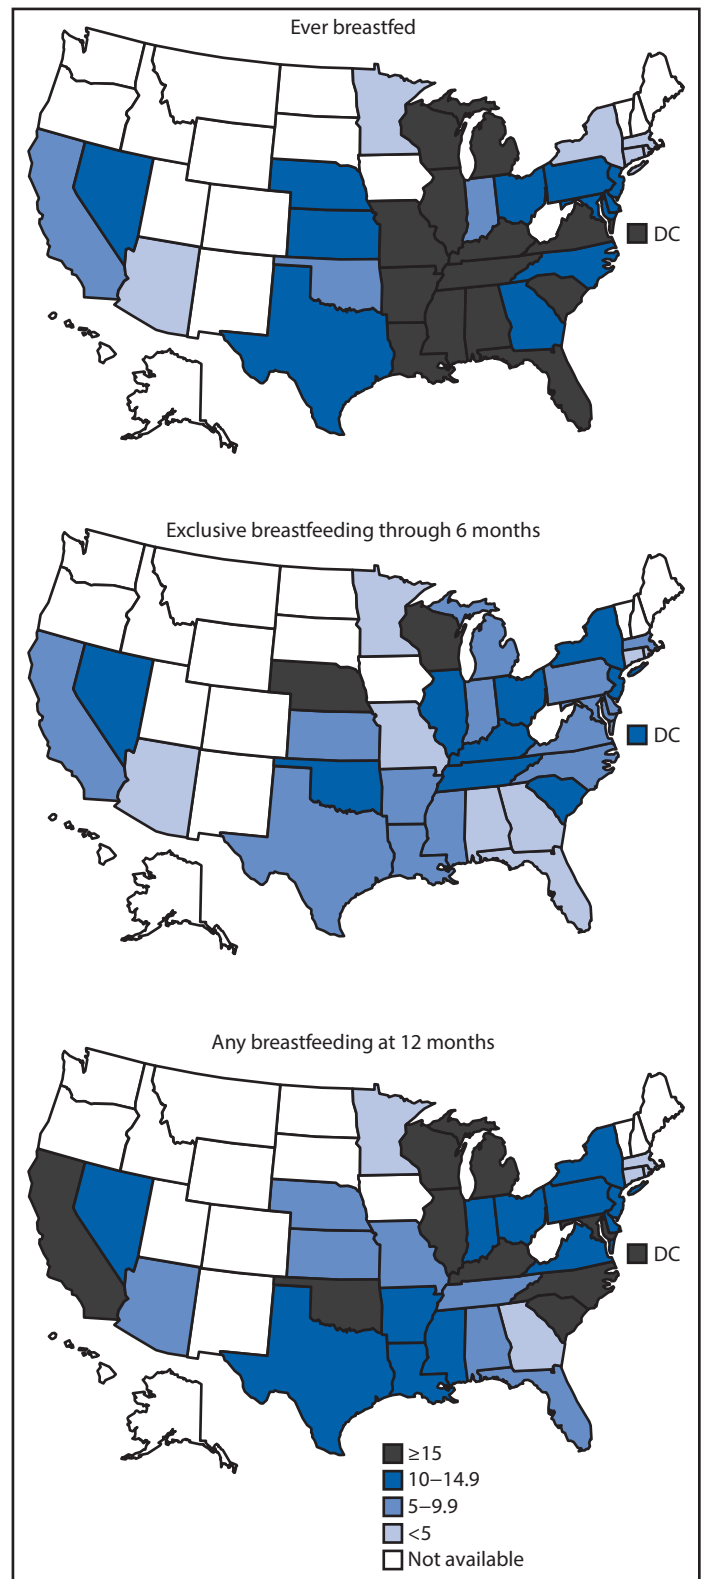 Ever breastfed
DC
Exclusive breastfeeding through 6 months
DC
Any breastfeeding at 12 months
DC
≥15
10–14.9
5–9.9
<5
Not available